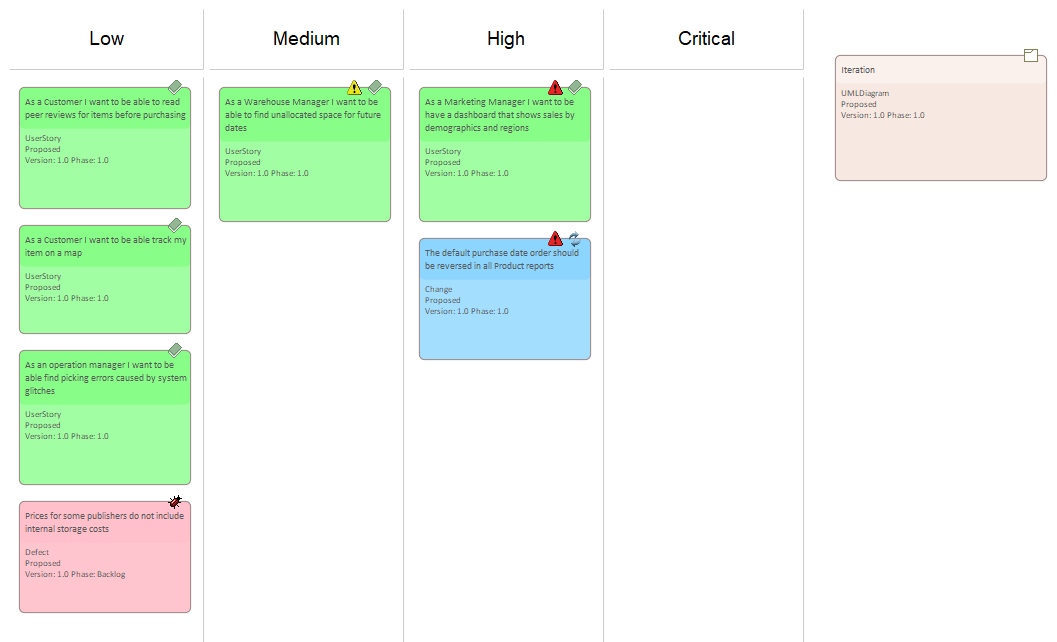 Low
Medium
High
Critical
As a Customer I want to be able to read
peer reviews for items before purchasing
UserStory
Proposed
Version: 1.0 Phase: 1.0
As a Customer I want to be able track my
item on a map
UserStory
Proposed
Version: 1.0 Phase: 1.0
As an operation manager I want to be
able find picking errors caused by system
glitches
UserStory
Proposed
Version: 1.0 Phase: 1.0
Prices for some publishers do not include
internal storage costs
Defect
Proposed
Version: 1.0 Phase: Backlog
As a Warehouse Manager I want to be
able to find unallocated space for future
dates
UserStory
Proposed
Version: 1.0 Phase: 1.0
As a Marketing Manager I want to be
have a dashboard that shows sales by
demographics and regions
UserStory
Proposed
Version: 1.0 Phase: 1.0
The default purchase date order should
be reversed in all Product reports
Change
Proposed
Version: 1.0 Phase: 1.0
Iteration
UMLDiagram
Proposed
Version: 1.0 Phase: 1.0